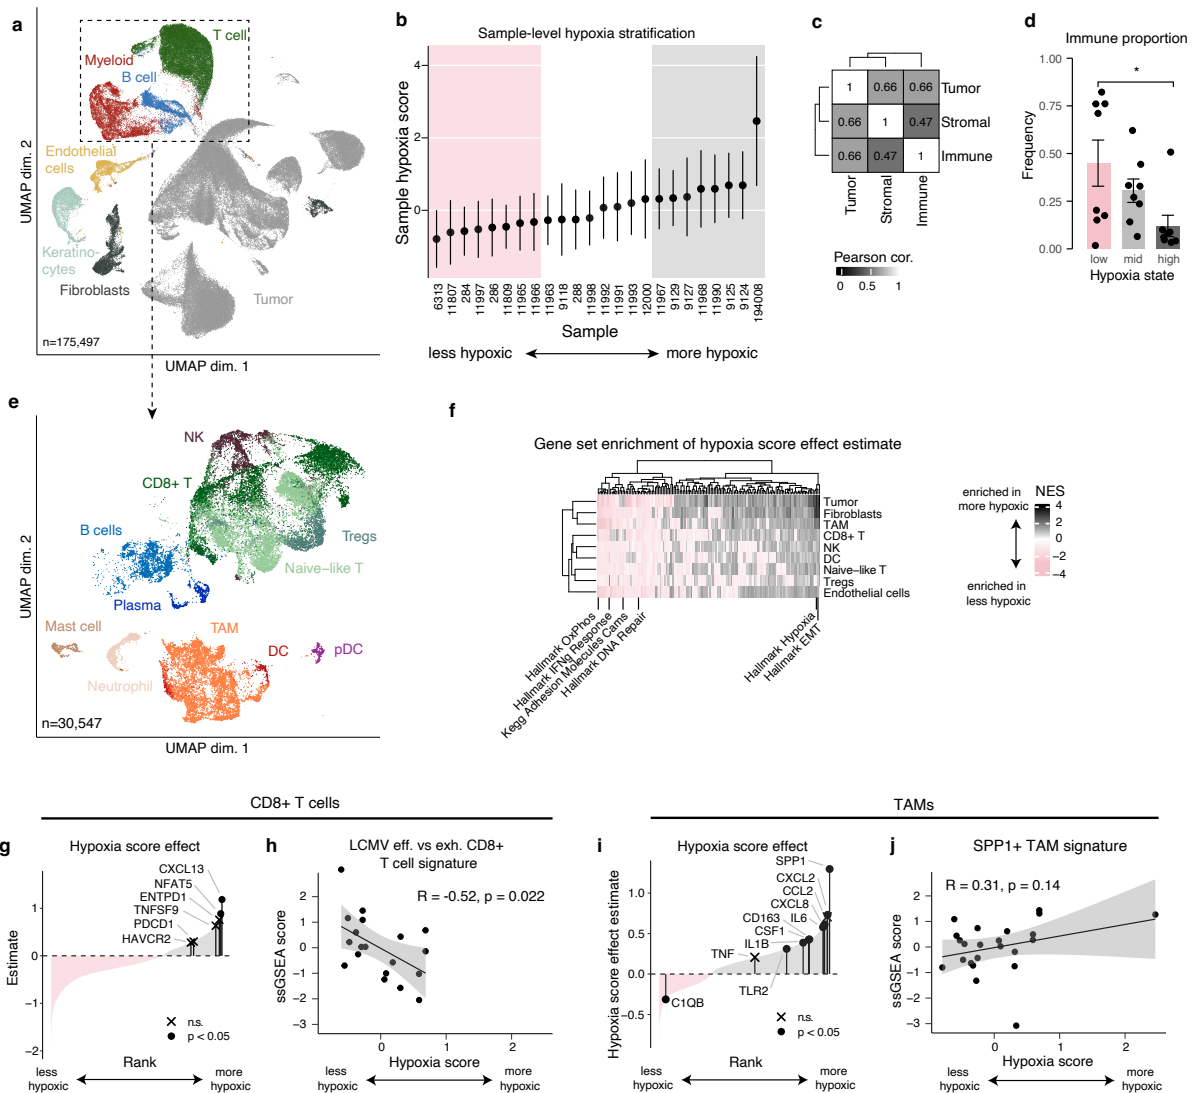 a
T cell
Myeloid
B cell
Endothelial
cells
Keratino-
cytes
Fibroblasts
Tumor
n=175,497
UMAP dim. 1
UMAP dim. 2
b
Sample-level hypoxia stratification
Sample hypoxia score
4
2
0
6313
11807
284
11997
286
11809
11965
11966
11963
9118
288
11998
11992
11991
11993
12000
11967
9129
9127
11968
11990
9125
9124
194008
Sample
less hypoxic
more hypoxic
c
1 0.66 0.66 Tumor
0.66 1 0.47 Stromal
0.66 0.47 1 Immune
Tumor
Stromal
Immune
Pearson cor.
0 0.5 1
d
Immune proportion
*
Frequency
1.00
0.75
0.50
0.25
0.00
low mid high
Hypoxia state
e
NK
CD8+ T
B cells
Tregs
Naive-like T
Plasma
Mast cell
TAM
DC
pDC
Neutrophil
n=30,547
UMAP dim. 1
UMAP dim. 2
f
Gene set enrichment of hypoxia score effect estimate
Tumor
Fibroblasts
TAM
CD8+ T
NK
DC
Naive-like T
Tregs
Endothelial cells
Hallmark OxPhos
Hallmark IFNg Response
Kegg Adhesion Molecules Cams
Hallmark DNA Repair
Hallmark Hypoxia
Hallmark EMT
enriched in
more hypoxic
enriched in
less hypoxic
NES
4
2
0
−2
−4
CD8+ T cells
g
Hypoxia score effect
CXCL13
NFAT5
ENTPD1
TNFSF9
PDCD1
HAVCR2
Estimate
1
0
−1
−2
n.s.
p < 0.05
Rank
less
hypoxic
more
hypoxic
h
LCMV eff. vs exh. CD8+
T cell signature
R = -0.52, p = 0.022
ssGSEA score
2
1
0
−1
−2
−3
0 1 2
Hypoxia score
less
hypoxic
more
hypoxic
TAMs
i
Hypoxia score effect
SPP1
CXCL2
CCL2
CXCL8
IL6
CD163
CSF1
IL1B
TNF
TLR2
C1QB
Hypoxia score effect estimate
1.0
0.5
0.0
−0.5
n.s.
p < 0.05
Rank
less
hypoxic
more
hypoxic
j
SPP1+ TAM signature
R = 0.31, p = 0.14
ssGSEA score
2
1
0
−1
−2
−3
0 1 2
Hypoxia score
less
hypoxic
more
hypoxic